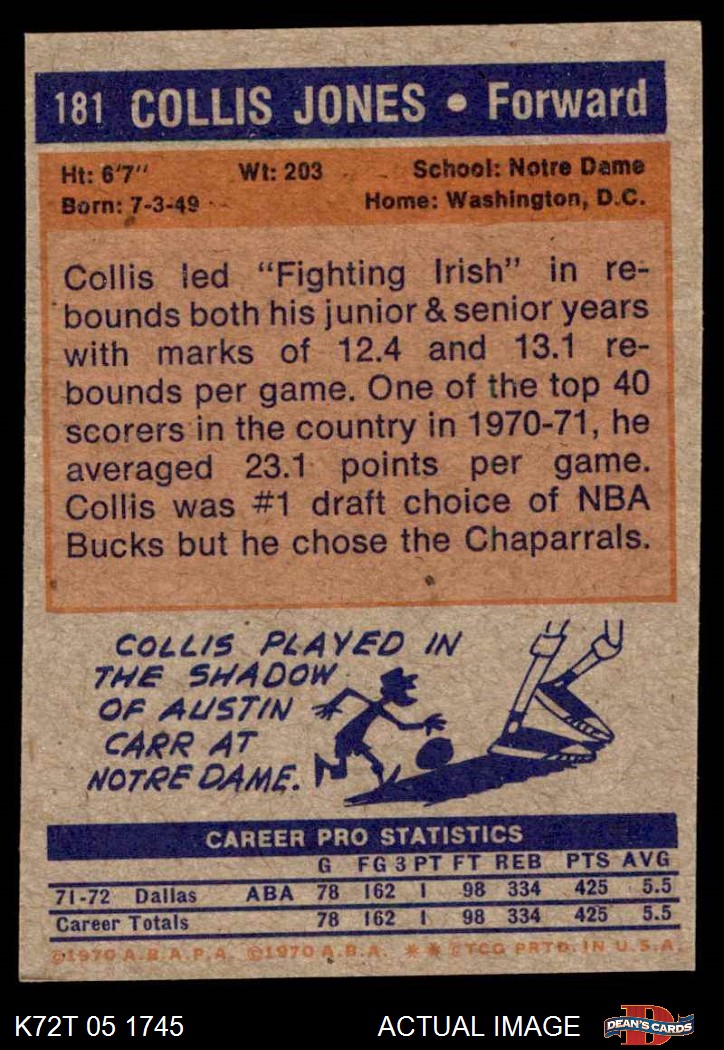 181 COLLIS JONES • Forward
Ht: 6'7" Wt: 203 School: Notre Dame
Born: 7-3-49 Home: Washington, D.C.
Collis led "Fighting Irish" in re-
bounds both his junior & senior years
with marks of 12.4 and 13.1 re-
bounds per game. One of the top 40
scorers in the country in 1970-71, he
averaged 23.1 points per game.
Collis was #1 draft choice of NBA
Bucks but he chose the Chaparrals.
COLLIS PLAYED IN
THE SHADOW
OF AUSTIN
CARR AT
NOTRE DAME.
CAREER PRO STATISTICS
G FG 3 PT FT REB PTS AVG
71-72 Dallas ABA 78 162 1 98 334 425 5.5
Career Totals 78 162 1 98 334 425 5.5
©1970 A.B.A.P.A. ©1970 A.B.A. ** ©TCG PRTD. IN U.S.A.
K72T 05 1745 ACTUAL IMAGE DEAN'S CARDS